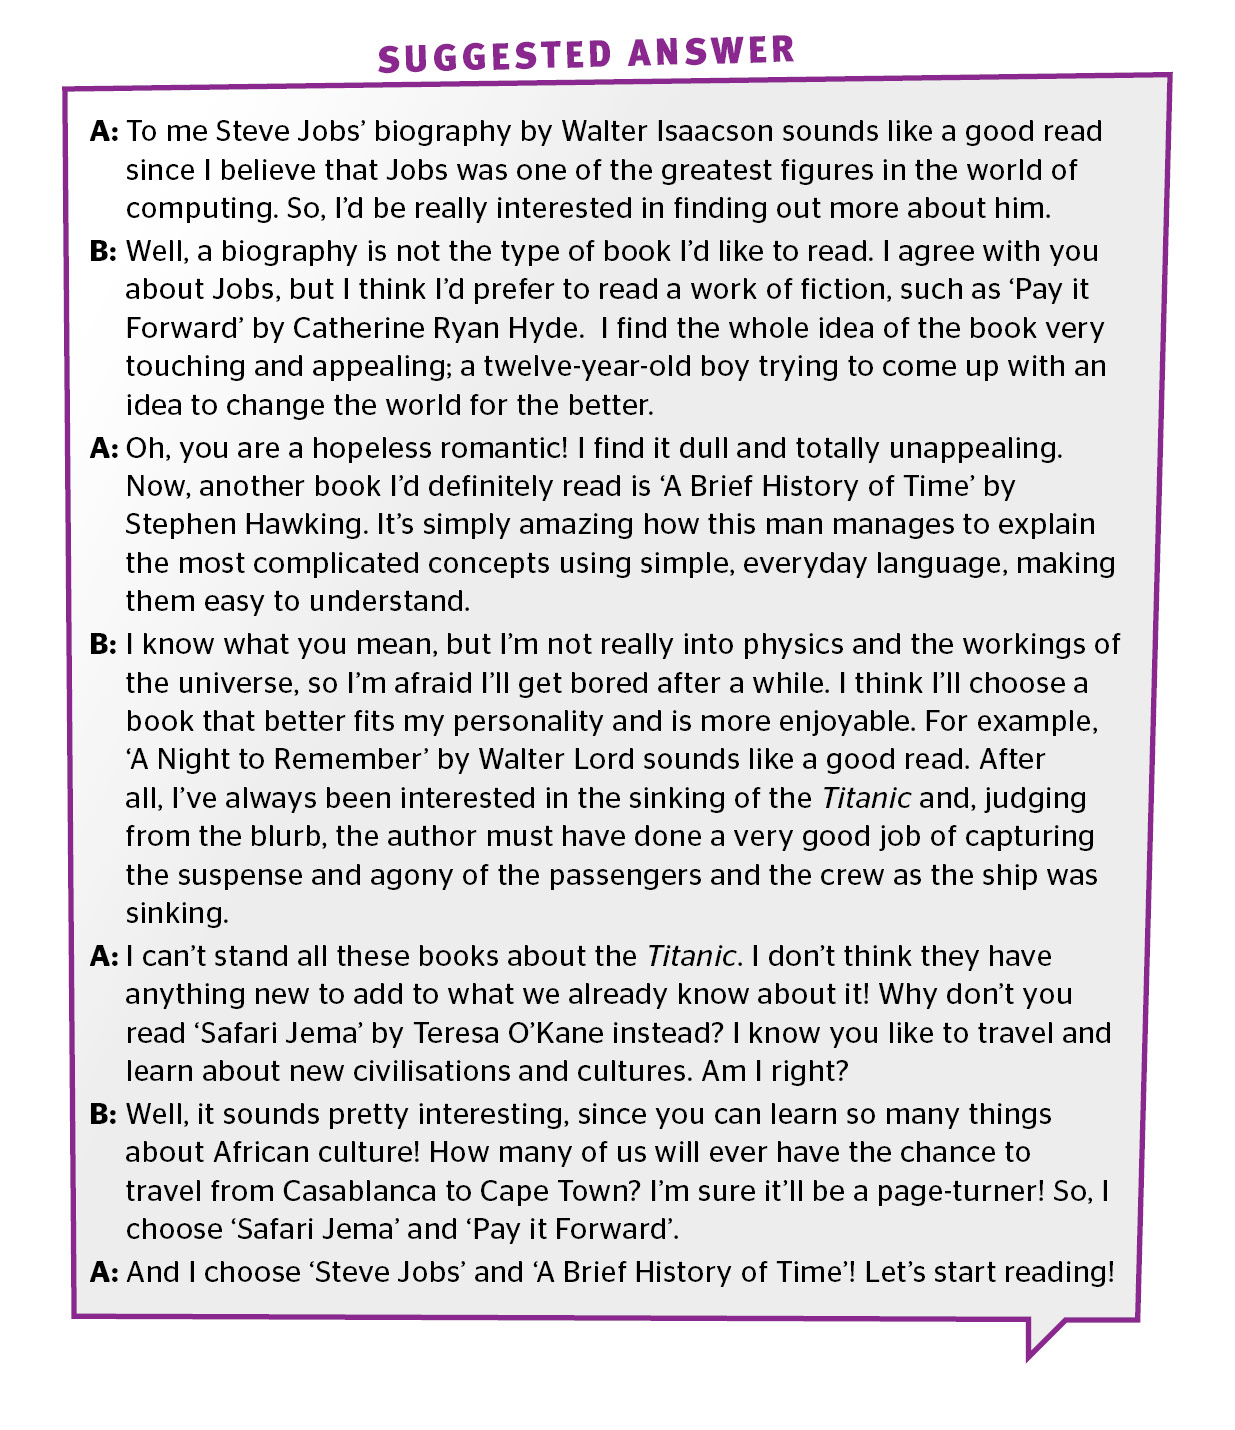 SUGGESTED ANSWER
A: To me Steve Jobs’ biography by Walter Isaacson sounds like a good read
since I believe that Jobs was one of the greatest figures in the world of
computing. So, I’d be really interested in finding out more about him.
B: Well, a biography is not the type of book I’d like to read. I agree with you
about Jobs, but I think I’d prefer to read a work of fiction, such as ‘Pay it
Forward’ by Catherine Ryan Hyde.  I find the whole idea of the book very
touching and appealing; a twelve-year-old boy trying to come up with an
idea to change the world for the better.
A: Oh, you are a hopeless romantic! I find it dull and totally unappealing.
Now, another book I’d definitely read is ‘A Brief History of Time’ by
Stephen Hawking. It’s simply amazing how this man manages to explain
the most complicated concepts using simple, everyday language, making
them easy to understand.
B: I know what you mean, but I’m not really into physics and the workings of
the universe, so I’m afraid I’ll get bored after a while. I think I’ll choose a
book that better fits my personality and is more enjoyable. For example,
‘A Night to Remember’ by Walter Lord sounds like a good read. After
all, I’ve always been interested in the sinking of the Titanic and, judging
from the blurb, the author must have done a very good job of capturing
the suspense and agony of the passengers and the crew as the ship was
sinking.
A: I can’t stand all these books about the Titanic. I don’t think they have
anything new to add to what we already know about it! Why don’t you
read ‘Safari Jema’ by Teresa O’Kane instead? I know you like to travel and
learn about new civilisations and cultures. Am I right?
B: Well, it sounds pretty interesting, since you can learn so many things
about African culture! How many of us will ever have the chance to
travel from Casablanca to Cape Town? I’m sure it’ll be a page-turner! So, I
choose ‘Safari Jema’ and ‘Pay it Forward’.
A: And I choose ‘Steve Jobs’ and ‘A Brief History of Time’! Let’s start reading!